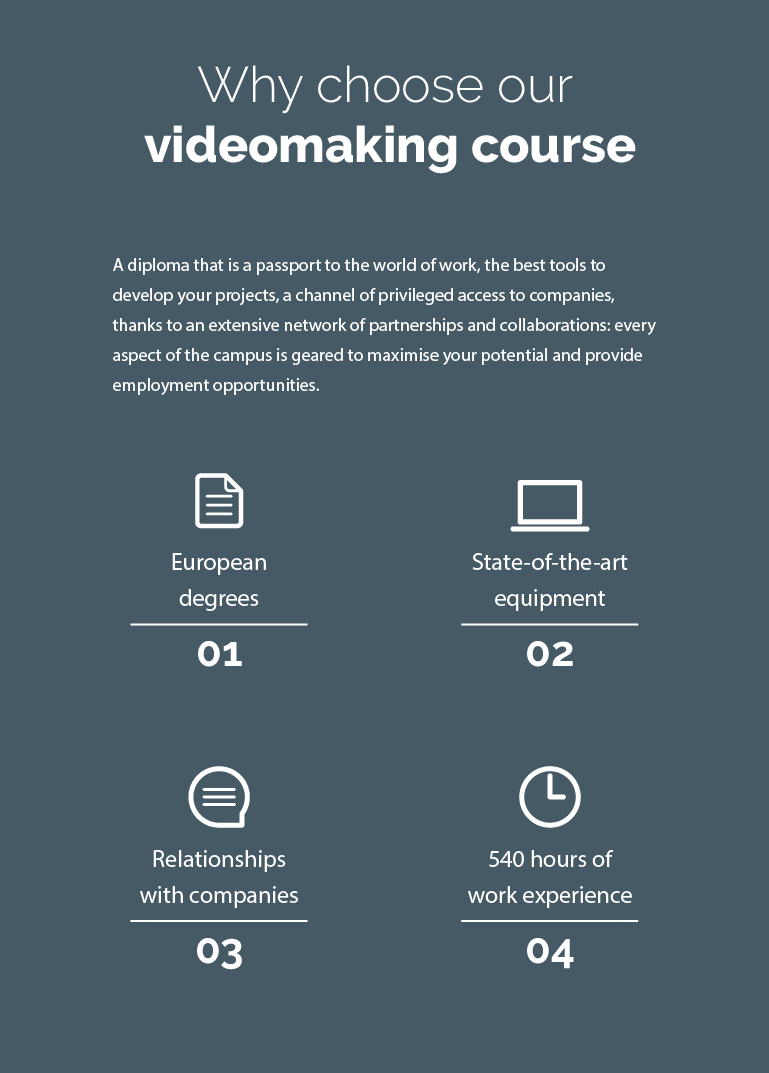 Why choose our
videomaking course
A diploma that is a passport to the world of work, the best tools to
develop your projects, a channel of privileged access to companies,
thanks to an extensive network of partnerships and collaborations: every
aspect of the campus is geared to maximise your potential and provide
employment opportunities.
European
degrees
01
State-of-the-art
equipment
02
Relationships
with companies
03
540 hours of
work experience
04